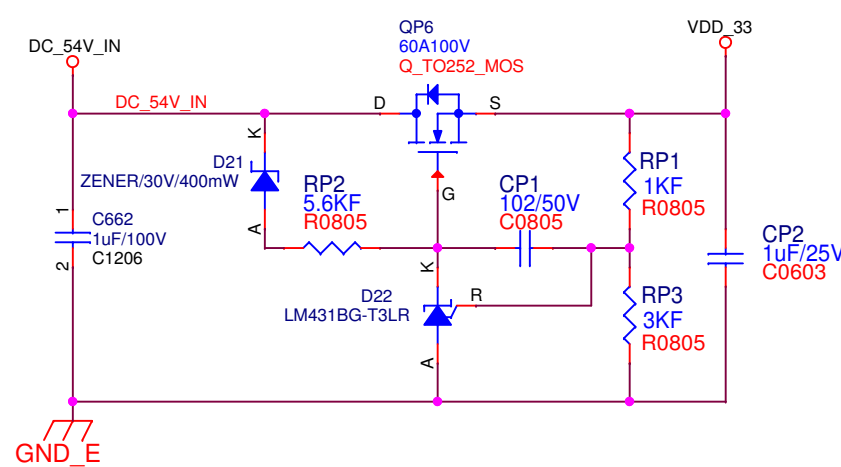 QP6
60A100V
Q_TO252_MOS
DC_54V_IN
VDD_33
DC_54V_IN
D
S
G
K
D21
ZENER/30V/400mW
A
RP2
5.6KF
R0805
CP1
102/50V
C0805
RP1
1KF
R0805
1
C662
1uF/100V
C1206
2
K
R
D22
LM431BG-T3LR
A
RP3
3KF
R0805
CP2
1uF/25V
C0603
GND_E